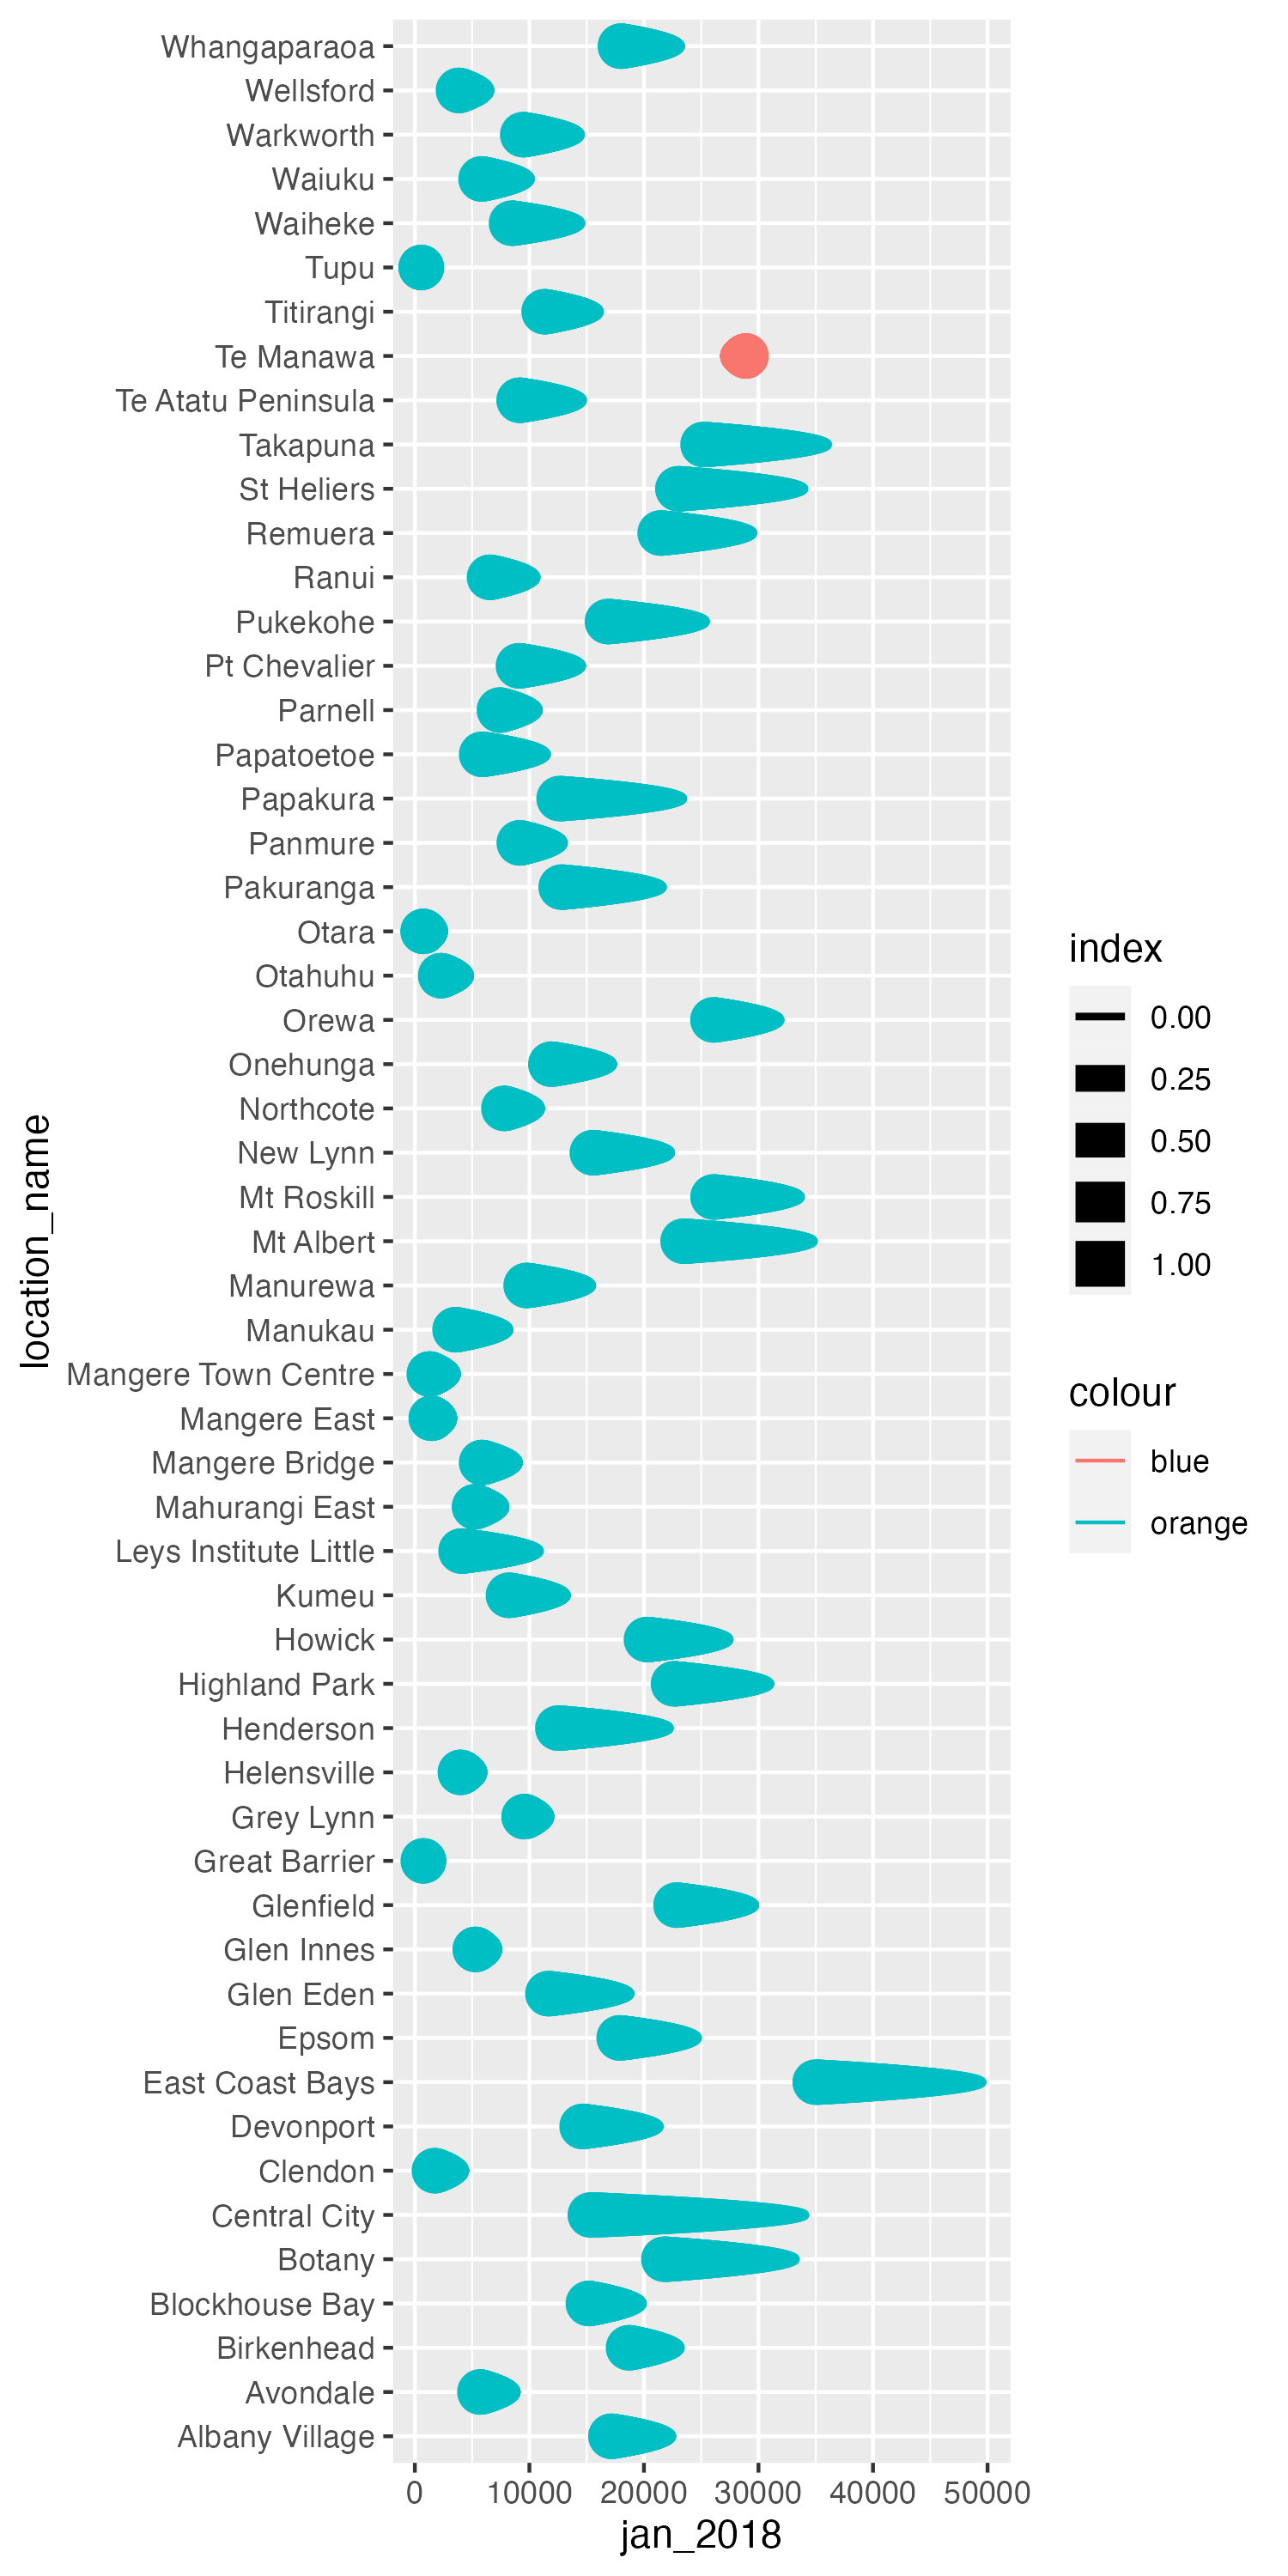 Whangaparaoa
Wellsford
Warkworth
Waiuku
Waiheke
Tupu
Titirangi
Te Manawa
Te Atatu Peninsula
Takapuna
St Heliers
Remuera
Ranui
Pukekohe
Pt Chevalier
Parnell
Papatoetoe
Papakura
Panmure
Pakuranga
Otara
Otahuhu
Orewa
Onehunga
Northcote
New Lynn
Mt Roskill
Mt Albert
Manurewa
Manukau
Mangere Town Centre
Mangere East
Mangere Bridge
Mahurangi East
Leys Institute Little
Kumeu
Howick
Highland Park
Henderson
Helensville
Grey Lynn
Great Barrier
Glenfield
Glen Innes
Glen Eden
Epsom
East Coast Bays
Devonport
Clendon
Central City
Botany
Blockhouse Bay
Birkenhead
Avondale
Albany Village
location_name
0 10000 20000 30000 40000 50000
jan_2018
index
0.00
0.25
0.50
0.75
1.00
colour
blue
orange